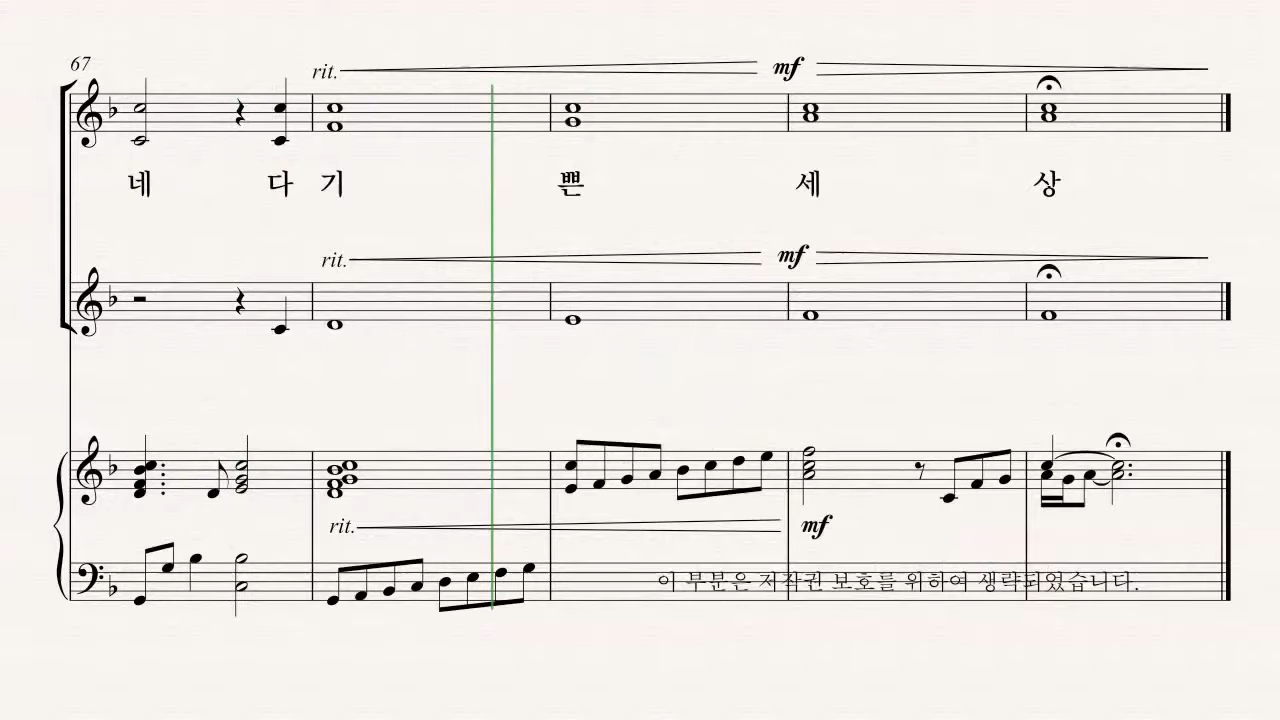 67
rit. mf
네 다 기 쁜 세 상
rit. mf
rit. mf
이 부분은 저작권 보호를 위하여 생략되었습니다.